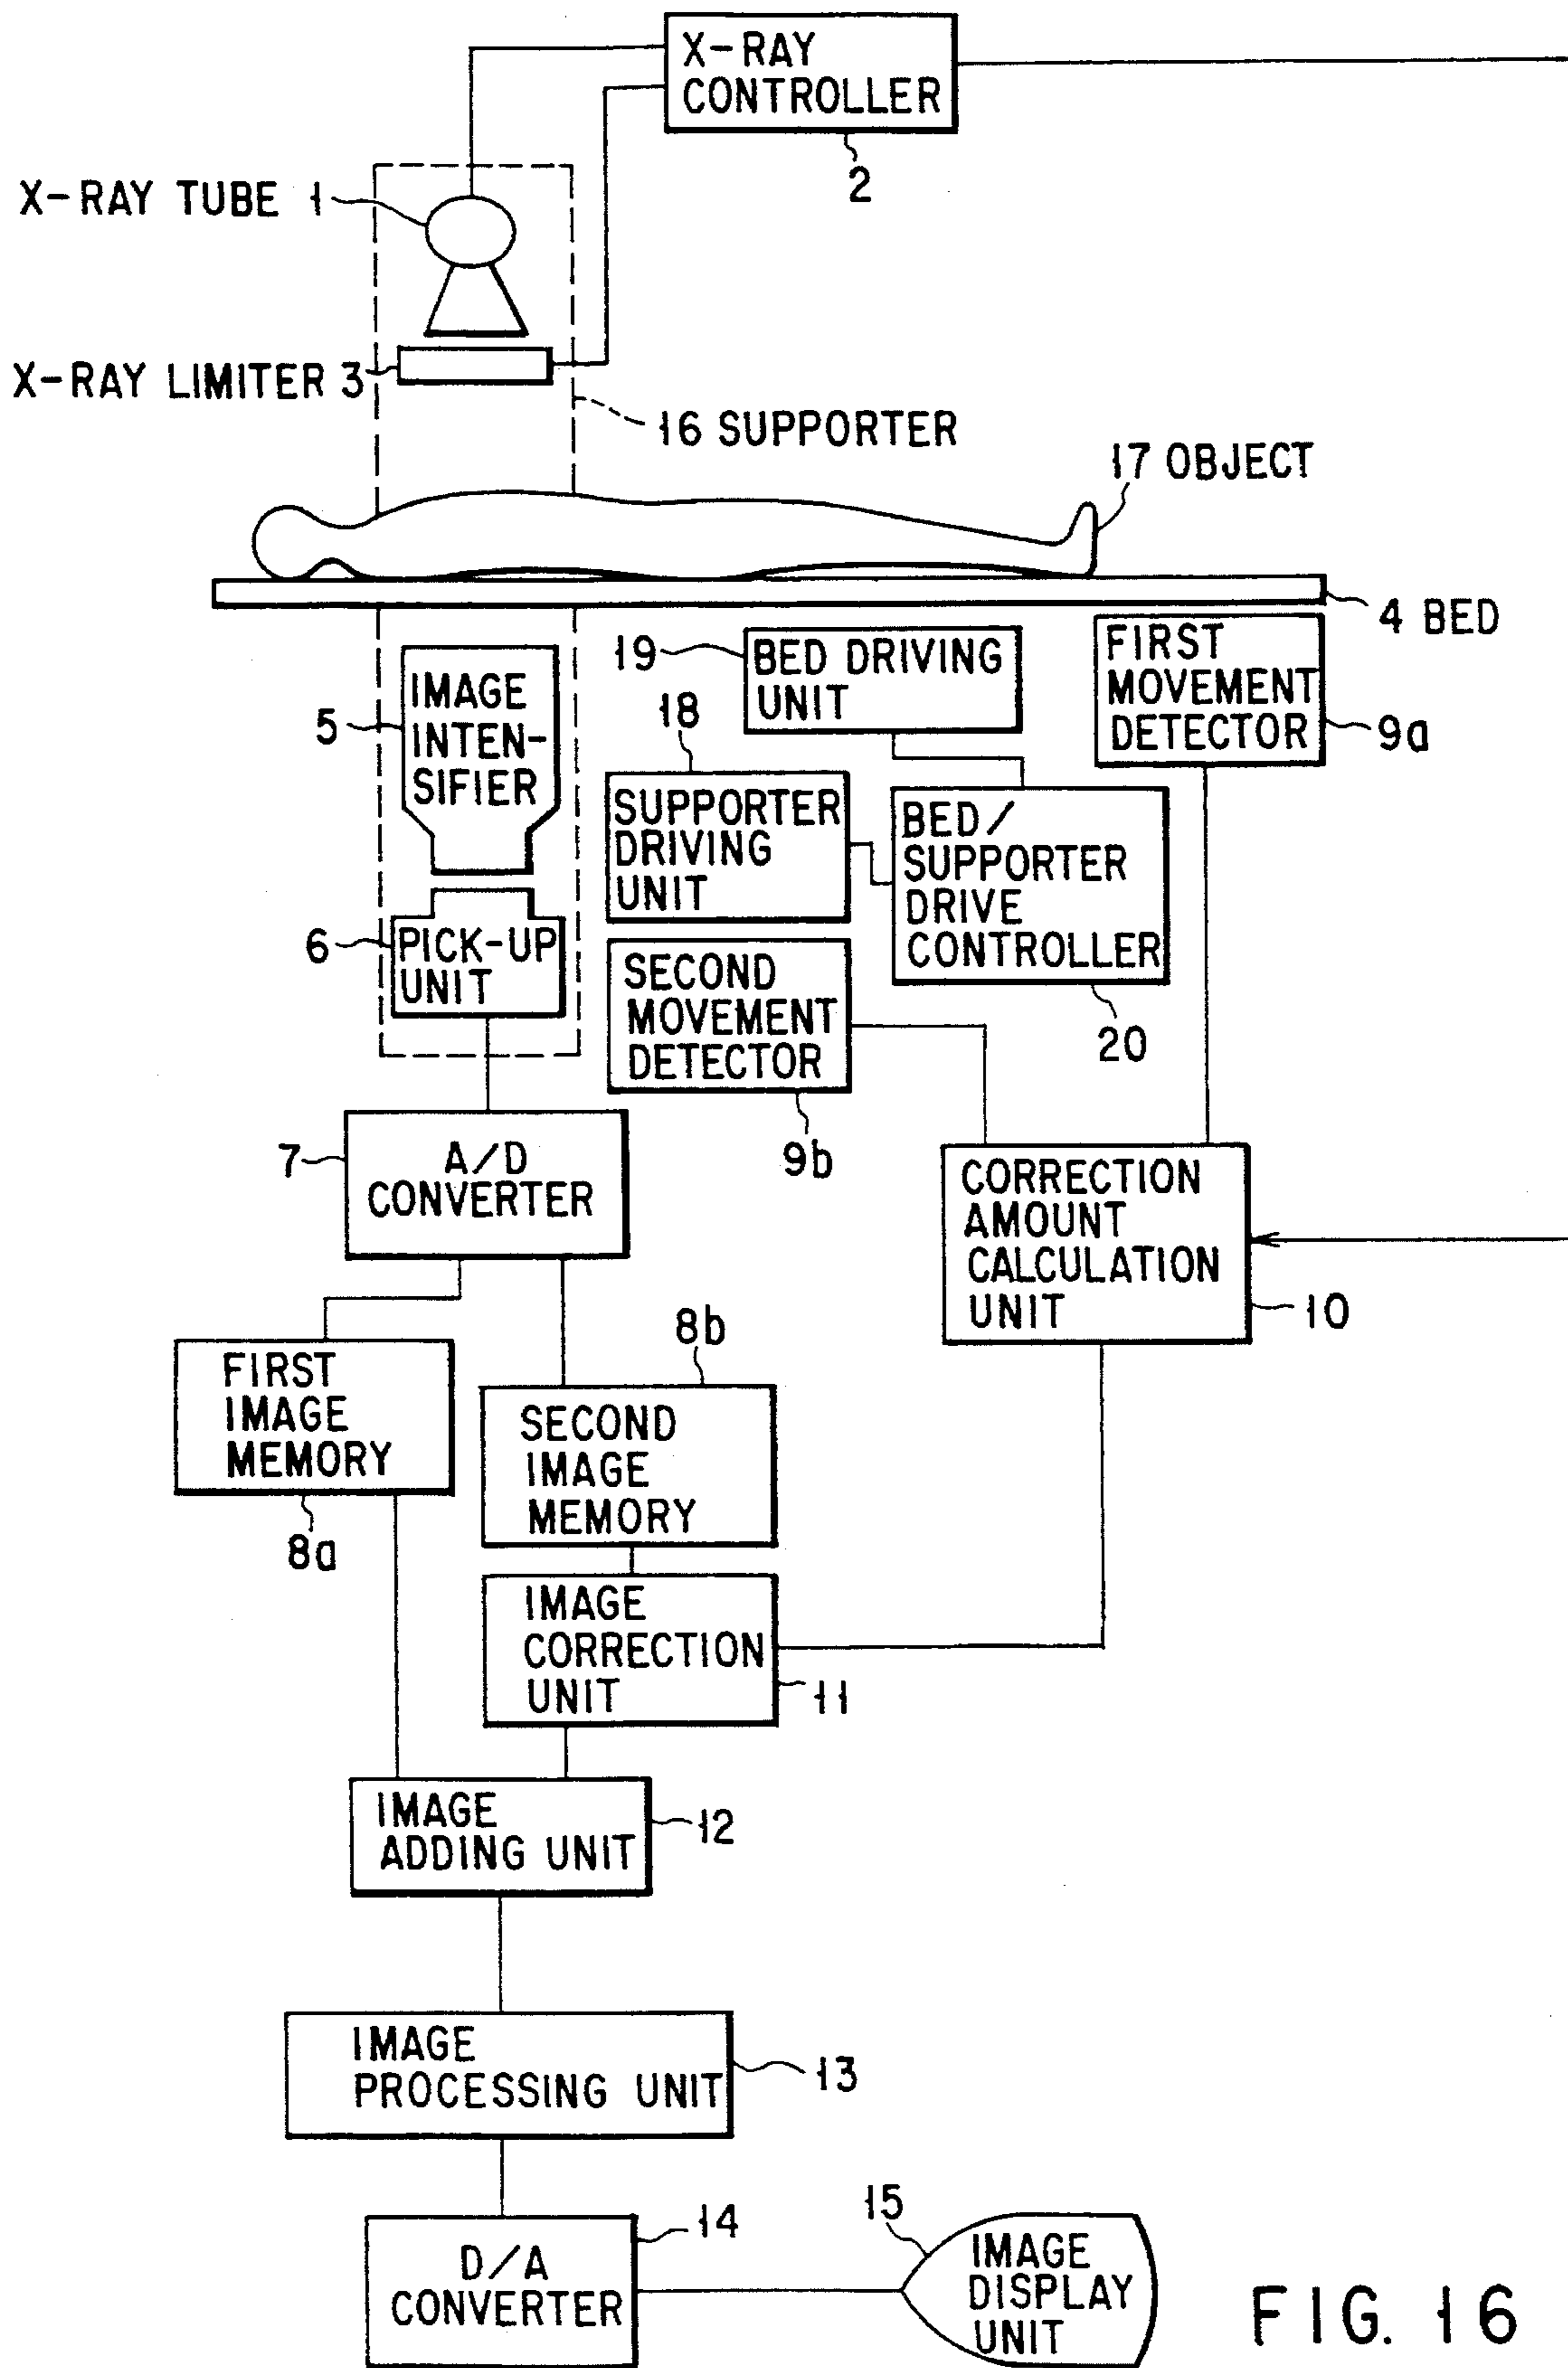 X-RAY
CONTROLLER
2
X-RAY TUBE 1
X-RAY LIMITER 3
16 SUPPORTER
17 OBJECT
4 BED
19
BED DRIVING
UNIT
FIRST
MOVEMENT
DETECTOR
9a
5
IMAGE
INTEN-
SIFIER
18
SUPPORTER
DRIVING
UNIT
BED/
SUPPORTER
DRIVE
CONTROLLER
20
6
PICK-UP
UNIT
SECOND
MOVEMENT
DETECTOR
9b
7
A/D
CONVERTER
CORRECTION
AMOUNT
CALCULATION
UNIT
10
FIRST
IMAGE
MEMORY
8a
8b
SECOND
IMAGE
MEMORY
IMAGE
CORRECTION
UNIT
11
IMAGE
ADDING UNIT
12
IMAGE
PROCESSING UNIT
13
D/A
CONVERTER
14
15
IMAGE
DISPLAY
UNIT
FIG. 16